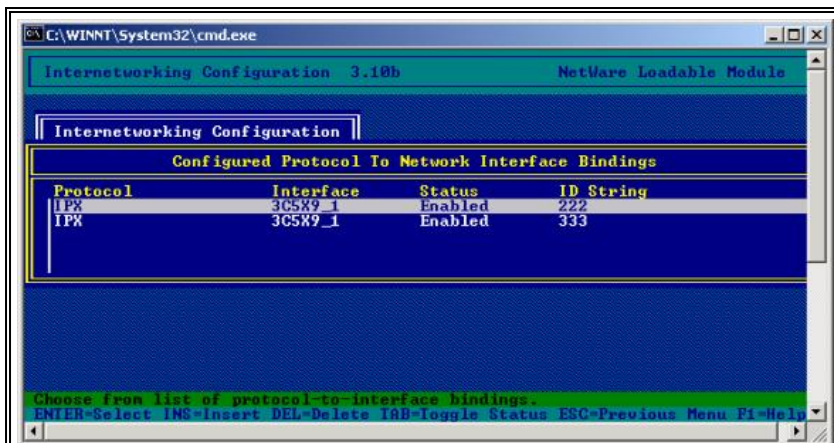 C:\WINNT\System32\cmd.exe
Internetworking Configuration 3.10b NetWare Loadable Module
Internetworking Configuration
Configured Protocol To Network Interface Bindings
Protocol Interface Status ID String
IPX 3C5X9_1 Enabled 222
IPX 3C5X9_1 Enabled 333
Choose from list of protocol-to-interface bindings.
ENTER=Select INS=Insert DEL=Delete TAB=Toggle Status ESC=Previous Menu F1=Help